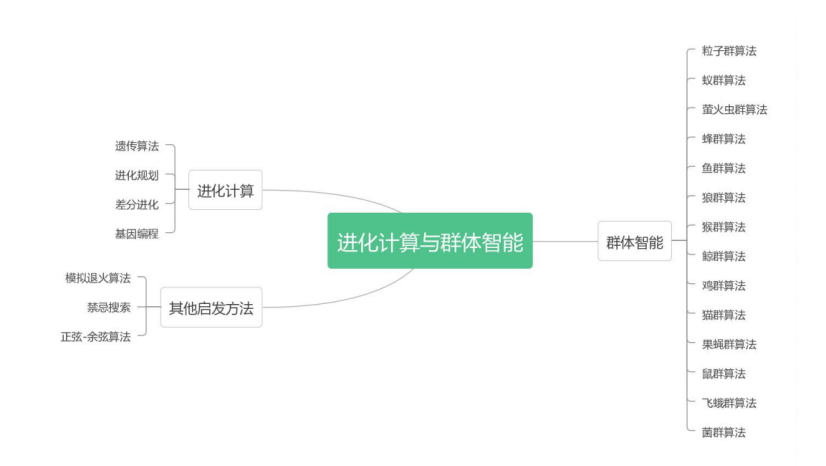 进化计算与群体智能
进化计算
遗传算法
进化规划
差分进化
基因编程
其他启发方法
模拟退火算法
禁忌搜索
正弦-余弦算法
群体智能
粒子群算法
蚁群算法
萤火虫群算法
蜂群算法
鱼群算法
狼群算法
猴群算法
鲸群算法
鸡群算法
猫群算法
果蝇群算法
鼠群算法
飞蛾群算法
菌群算法